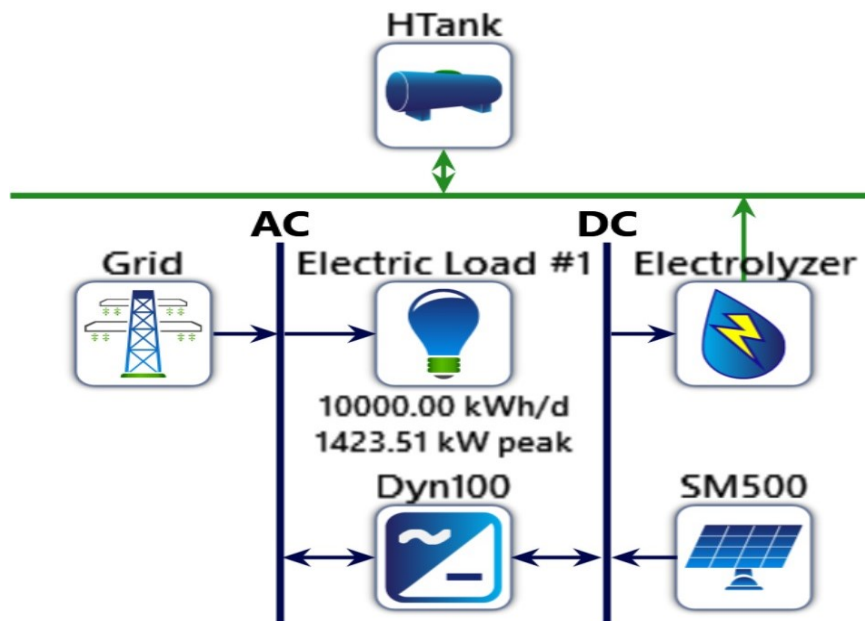 HTank
AC
DC
Grid
Electric Load #1
Electrolyzer
10000.00 kWh/d
1423.51 kW peak
Dyn100
SM500